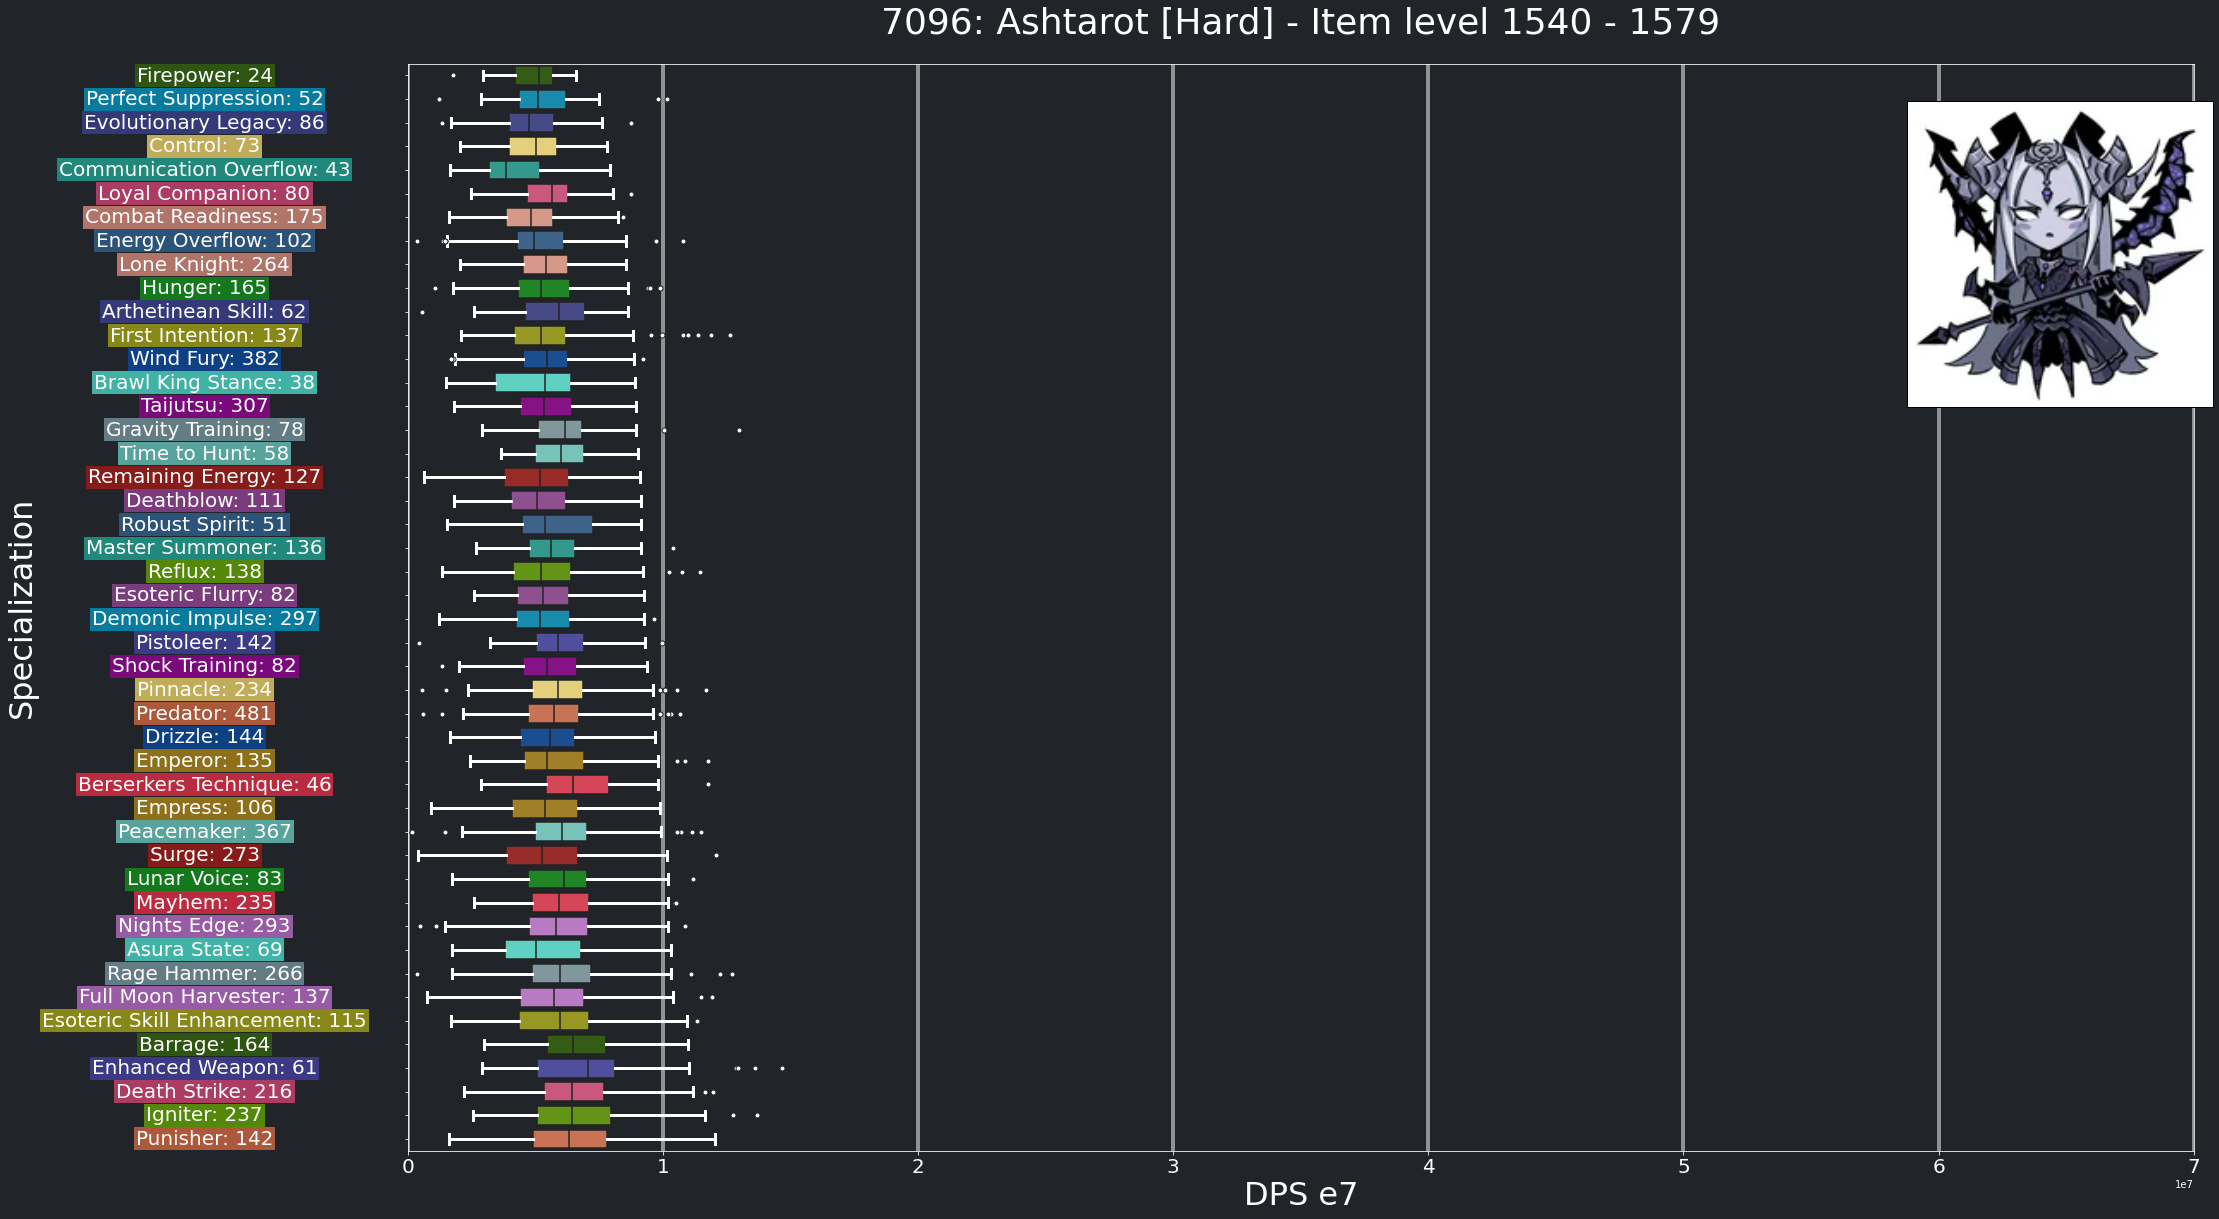 7096: Ashtarot [Hard] - Item level 1540 - 1579
Specialization
Firepower: 24
Perfect Suppression: 52
Evolutionary Legacy: 86
Control: 73
Communication Overflow: 43
Loyal Companion: 80
Combat Readiness: 175
Energy Overflow: 102
Lone Knight: 264
Hunger: 165
Arthetinean Skill: 62
First Intention: 137
Wind Fury: 382
Brawl King Stance: 38
Taijutsu: 307
Gravity Training: 78
Time to Hunt: 58
Remaining Energy: 127
Deathblow: 111
Robust Spirit: 51
Master Summoner: 136
Reflux: 138
Esoteric Flurry: 82
Demonic Impulse: 297
Pistoleer: 142
Shock Training: 82
Pinnacle: 234
Predator: 481
Drizzle: 144
Emperor: 135
Berserkers Technique: 46
Empress: 106
Peacemaker: 367
Surge: 273
Lunar Voice: 83
Mayhem: 235
Nights Edge: 293
Asura State: 69
Rage Hammer: 266
Full Moon Harvester: 137
Esoteric Skill Enhancement: 115
Barrage: 164
Enhanced Weapon: 61
Death Strike: 216
Igniter: 237
Punisher: 142
0 1 2 3 4 5 6 7
1e7
DPS e7